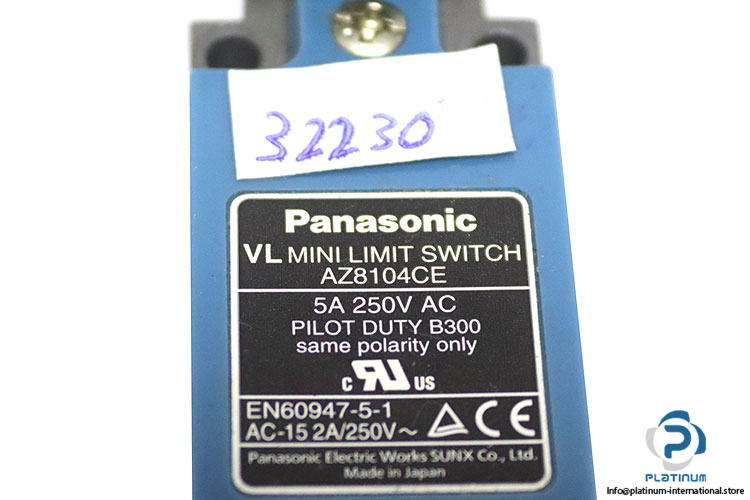 32230
Panasonic
VL MINI LIMIT SWITCH
AZ8104CE
5A 250V AC
PILOT DUTY B300
same polarity only
c RU US
EN60947-5-1
AC-15 2A/250V~ CE
Panasonic Electric Works SUNX Co., Ltd.
Made in Japan
PLATINUM
Info@platinum-international.store